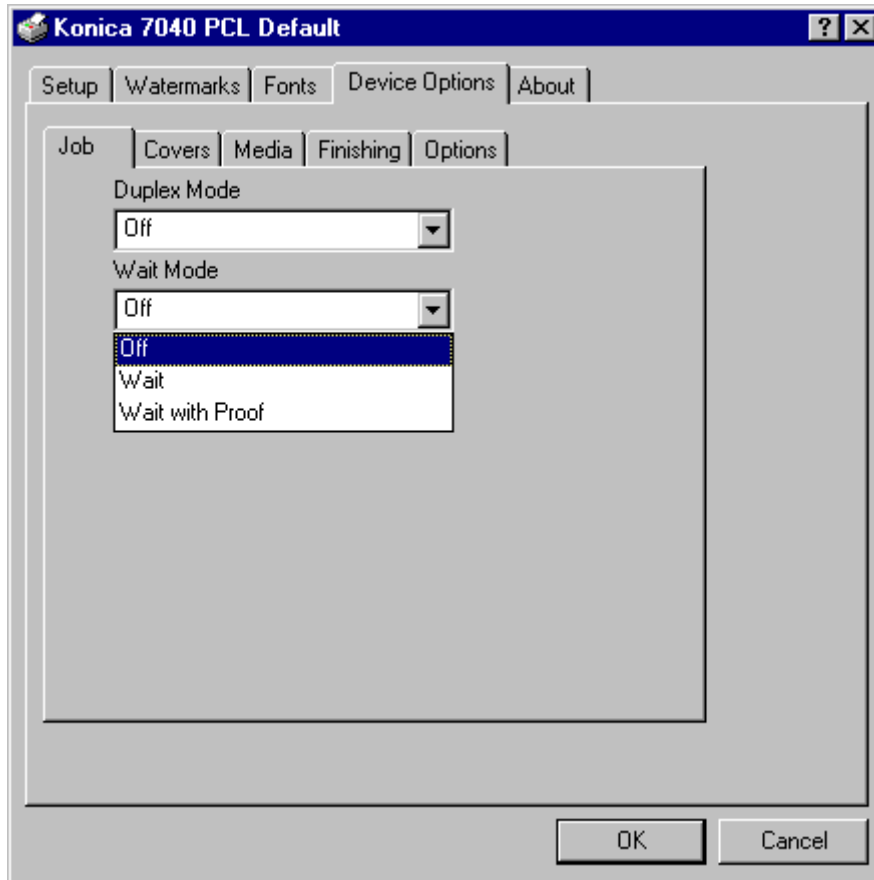 Konica 7040 PCL Default
Setup Watermarks Fonts Device Options About
Job Covers Media Finishing Options
Duplex Mode
Off
Wait Mode
Off
Off
Wait
Wait with Proof
OK Cancel